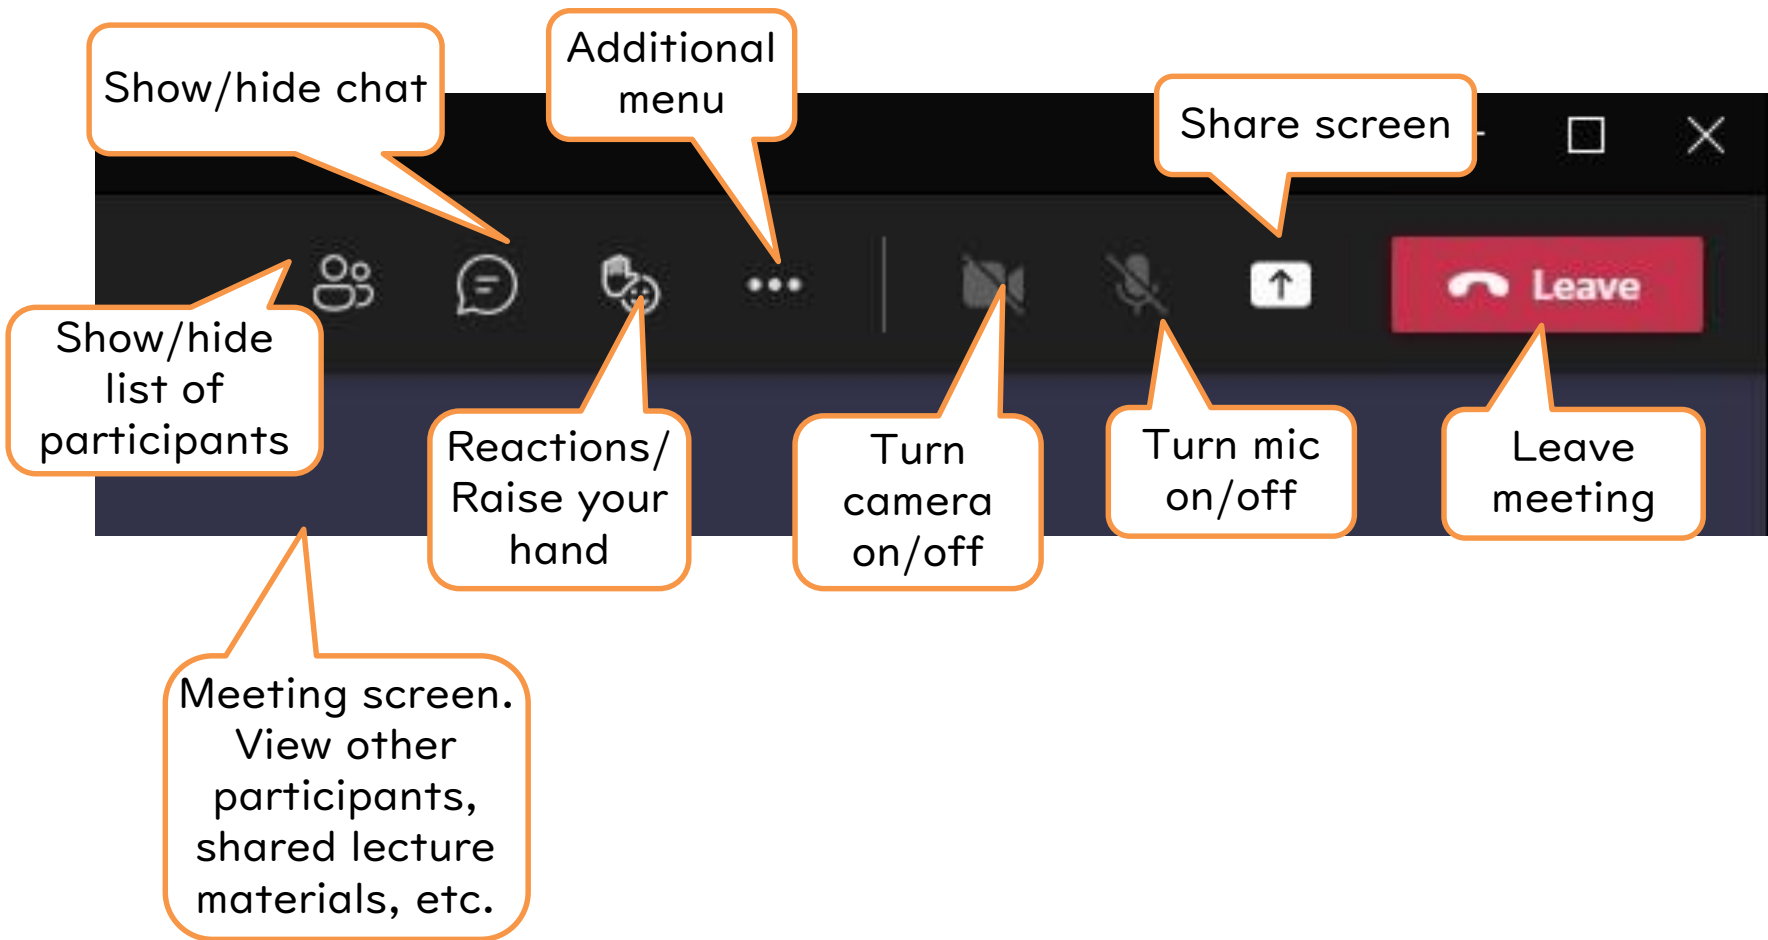 Show/hide chat
Additional
menu
Share screen
Leave
Show/hide
list of
participants
Reactions/
Raise your
hand
Turn
camera
on/off
Turn mic
on/off
Leave
meeting
Meeting screen.
View other
participants,
shared lecture
materials, etc.